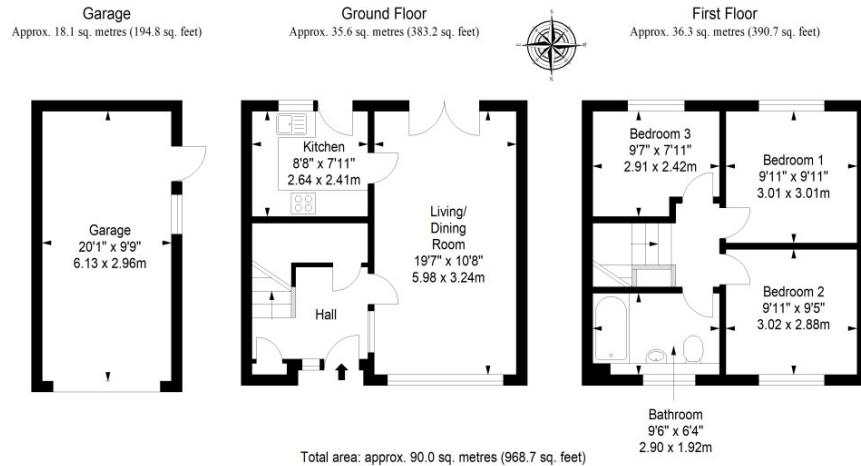 Garage
Approx. 18.1 sq. metres (194.8 sq. feet)
Ground Floor
Approx. 35.6 sq. metres (383.2 sq. feet)
First Floor
Approx. 36.3 sq. metres (390.7 sq. feet)
Garage
20'1" x 9'9"
6.13 x 2.96m
Kitchen
8'8" x 7'11"
2.64 x 2.41m
Living/
Dining
Room
19'7" x 10'8"
5.98 x 3.24m
Hall
Bedroom 3
9'7" x 7'11"
2.91 x 2.42m
Bedroom 1
9'11" x 9'11"
3.01 x 3.01m
Bedroom 2
9'11" x 9'5"
3.02 x 2.88m
Bathroom
9'6" x 6'4"
2.90 x 1.92m
Total area: approx. 90.0 sq. metres (968.7 sq. feet)